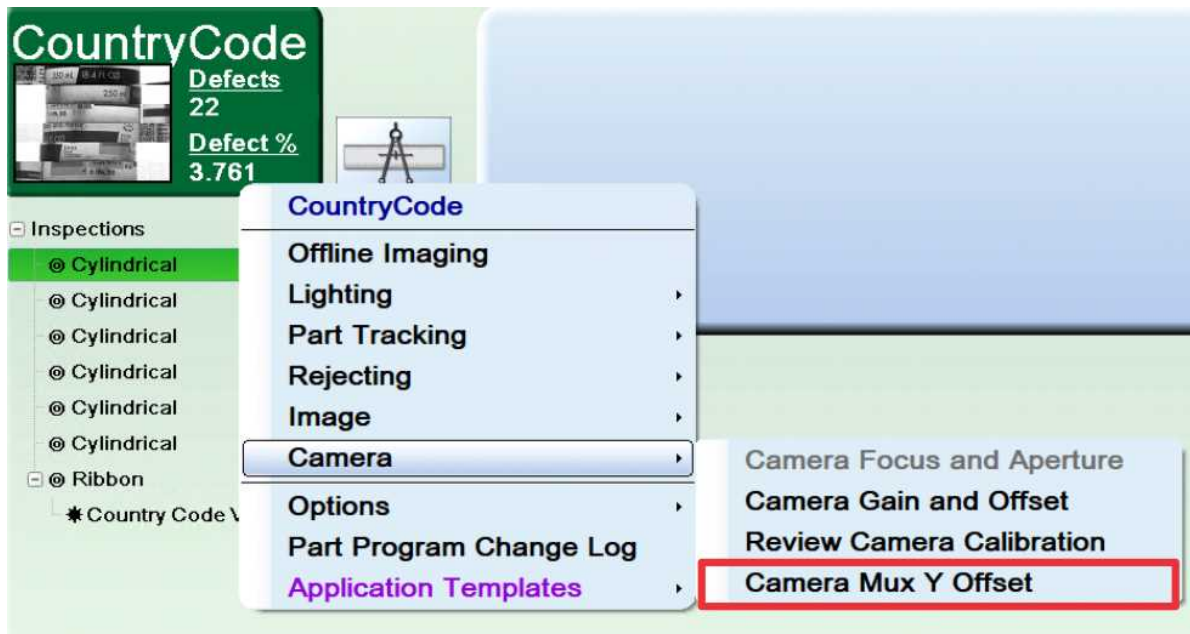 CountryCode
Defects
22
Defect %
3.761
Inspections
Cylindrical
Cylindrical
Cylindrical
Cylindrical
Cylindrical
Cylindrical
Ribbon
Country Code
CountryCode
Offline Imaging
Lighting
Part Tracking
Rejecting
Image
Camera
Options
Part Program Change Log
Application Templates
Camera Focus and Aperture
Camera Gain and Offset
Review Camera Calibration
Camera Mux Y Offset